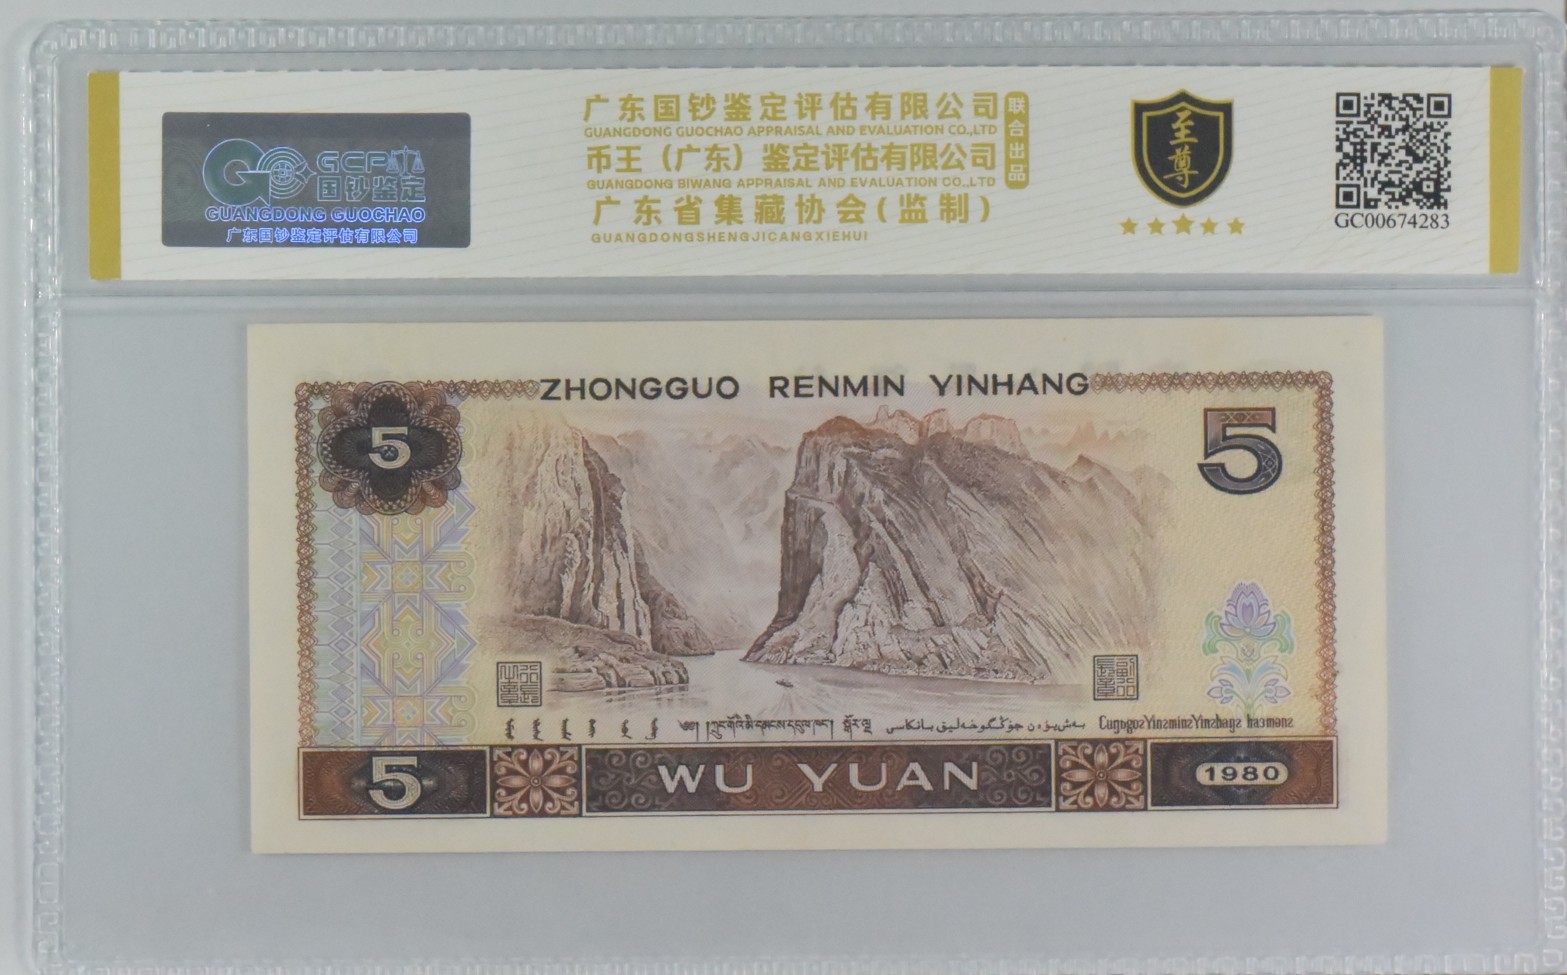 GCP
国钞鉴定
GUANGDONG GUOCHAO
广东国钞鉴定评估有限公司
广东国钞鉴定评估有限公司
GUANGDONG GUOCHAO APPRAISAL AND EVALUATION CO.,LTD
币王（广东）鉴定评估有限公司
GUANGDONG BIWANG APPRAISAL AND EVALUATION CO.,LTD
广东省集藏协会(监制)
GUANGDONGSHENGJICANGXIEHUI
联合出品
至尊
GC00674283
ZHONGGUO RENMIN YINHANG
5
5
5
WU YUAN
1980